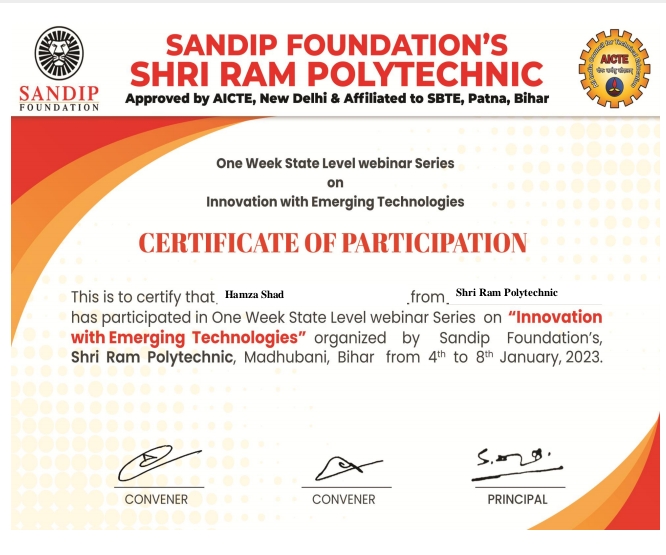 SANDIP FOUNDATION'S
SHRI RAM POLYTECHNIC
Approved by AICTE, New Delhi & Affiliated to SBTE, Patna, Bihar
SANDIP
FOUNDATION
AICTE
One Week State Level webinar Series
on
Innovation with Emerging Technologies
CERTIFICATE OF PARTICIPATION
This is to certify that Hamza Shad from Shri Ram Polytechnic
has participated in One Week State Level webinar Series on “Innovation
with Emerging Technologies” organized by Sandip Foundation's,
Shri Ram Polytechnic, Madhubani, Bihar from 4th to 8th January, 2023.
CONVENER
CONVENER
PRINCIPAL